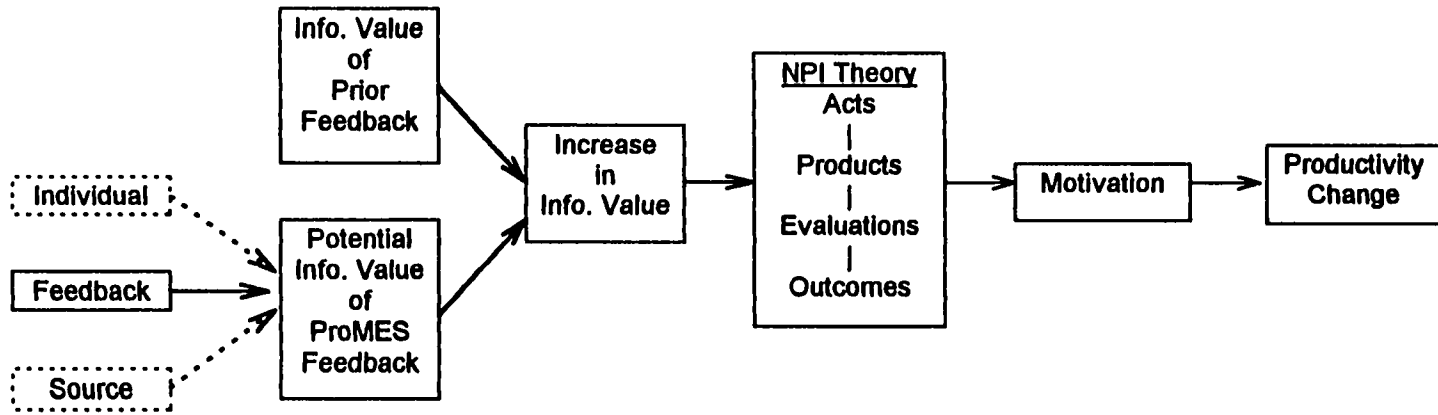 Info. Value
of
Prior
Feedback
Individual
Feedback
Source
Potential
Info. Value
of
ProMES
Feedback
Increase
in
Info. Value
NPI Theory
Acts
Products
Evaluations
Outcomes
Motivation
Productivity
Change